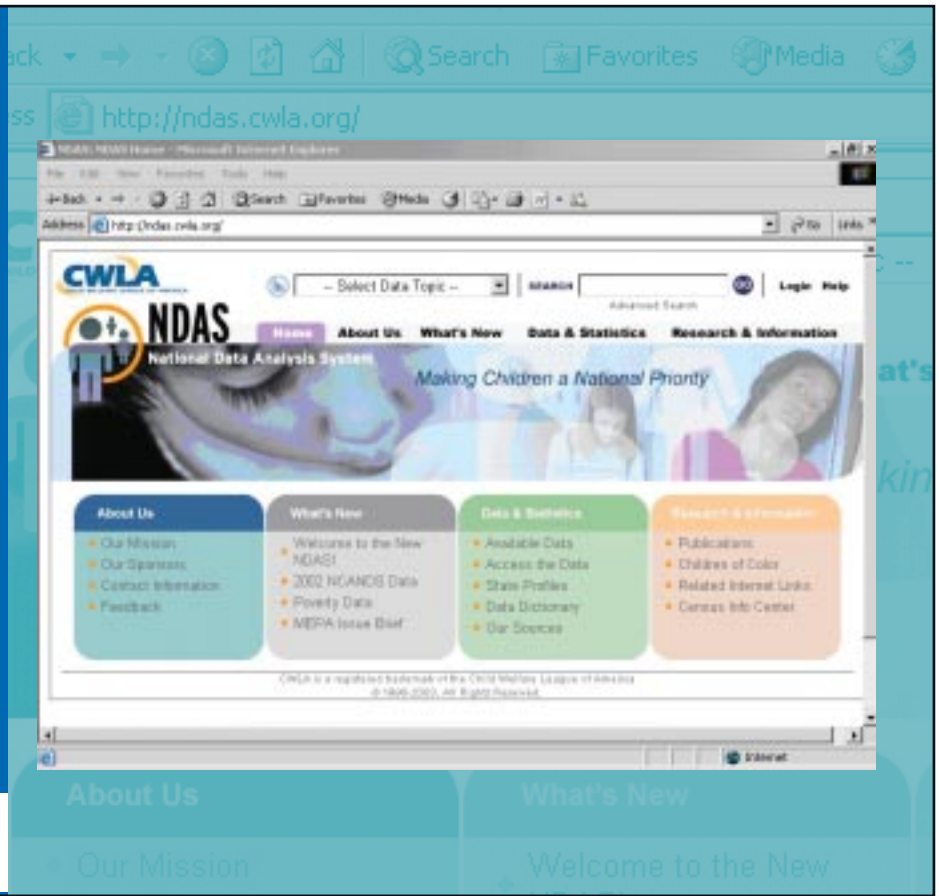 ack Search Favorites Media
ss http://ndas.cwla.org/
NDAS: NDAS Home - Microsoft Internet Explorer
File Edit View Favorites Tools Help
Back Search Favorites Media
Address http://ndas.cwla.org/ Go Links
CWLA
-- Select Data Topic -- SEARCH GO Login Help
Advanced Search
NDAS
National Data Analysis System
Home About Us What's New Data & Statistics Research & Information
Making Children a National Priority
at's
kin
About Us
Our Mission
Our Sponsors
Contact Information
Feedback
What's New
Welcome to the New
NDAS!
2002 NCANDS Data
Poverty Data
MEPA Issue Brief
Data & Statistics
Available Data
Access the Data
State Profiles
Data Dictionary
Our Sources
Research & Information
Publications
Children of Color
Related Internet Links
Census Info Center
CWLA is a registered trademark of the Child Welfare League of America
All Rights Reserved.
Internet
About Us What's New
Our Mission Welcome to the New